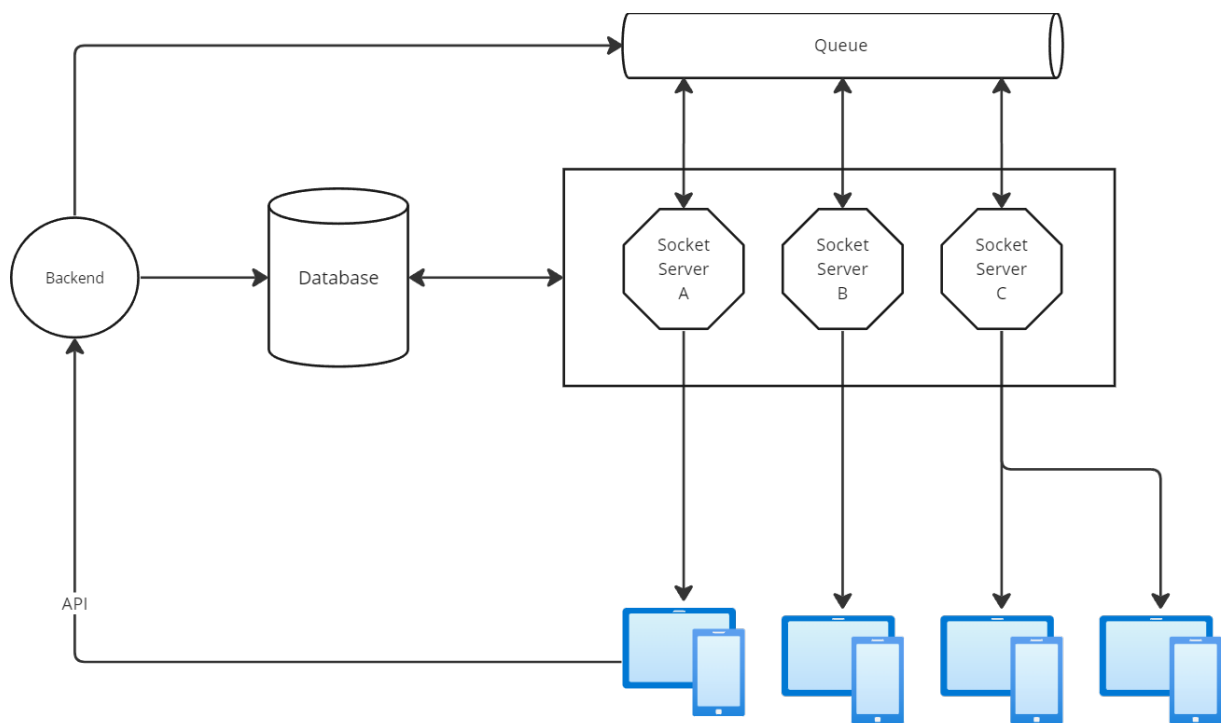 Queue
Socket
Server
A
Socket
Server
B
Socket
Server
C
Backend
Database
API